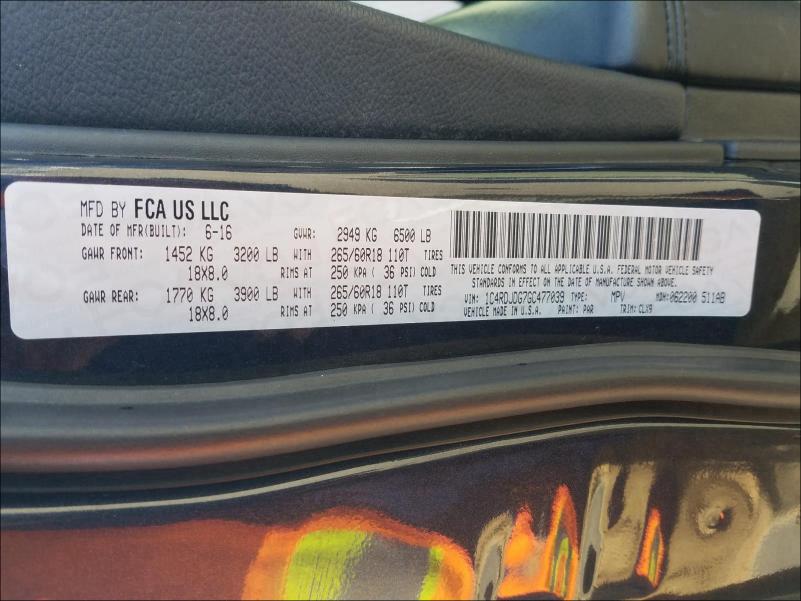 MFD BY FCA US LLC
DATE OF MFR(BUILT): 6-16 GVWR: 2949 KG 6500 LB
GAWR FRONT: 1452 KG 3200 LB WITH 265/60R18 110T TIRES
18X8.0 RIMS AT 250 KPA ( 36 PSI) COLD
GAWR REAR: 1770 KG 3900 LB WITH 265/60R18 110T TIRES
18X8.0 RIMS AT 250 KPA ( 36 PSI) COLD
THIS VEHICLE CONFORMS TO ALL APPLICABLE U.S.A. FEDERAL MOTOR VEHICLE SAFETY
STANDARDS IN EFFECT ON THE DATE OF MANUFACTURE SHOWN ABOVE.
VIN: 1C4RDJDG7GC477039 TYPE: MPV MDH: 062200 511AB
VEHICLE MADE IN U.S.A. PAINT: PAR TRIM: CLX9